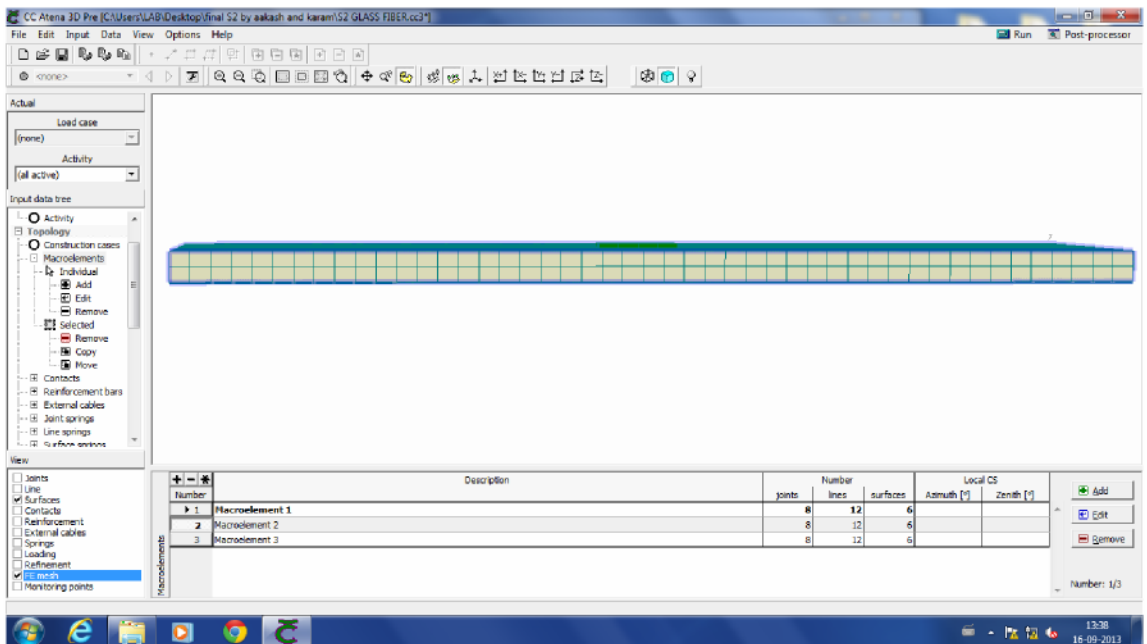 CC Atena 3D Pre [C:\Users\LAB\Desktop\final S2 by aakash and karam\S2 GLASS FIBER.cc3*]
File Edit Input Data View Options Help
Run Post-processor
<none>
Actual
Load case
(none)
Activity
(all active)
Input data tree
Activity
Topology
Construction cases
Macroelements
Individual
Add
Edit
Remove
Selected
Remove
Copy
Move
Contacts
Reinforcement bars
External cables
Joint springs
Line springs
Surface springs
View
Joints
Line
Surfaces
Contacts
Reinforcement
External cables
Springs
Loading
Refinement
FE mesh
Monitoring points
Macroelements
Number Description Number Local CS
joints lines surfaces Azimuth [°] Zenith [°]
1 Macroelement 1 8 12 6
2 Macroelement 2 8 12 6
3 Macroelement 3 8 12 6
Add
Edit
Remove
Number: 1/3
13:38
16-09-2013